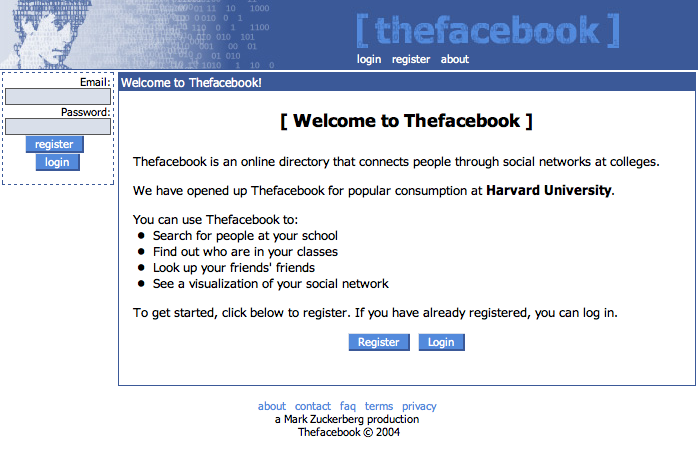 [ thefacebook ]
login register about
Email:
Password:
register
login
Welcome to Thefacebook!
[ Welcome to Thefacebook ]
Thefacebook is an online directory that connects people through social networks at colleges.
We have opened up Thefacebook for popular consumption at Harvard University.
You can use Thefacebook to:
• Search for people at your school
• Find out who are in your classes
• Look up your friends' friends
• See a visualization of your social network
To get started, click below to register. If you have already registered, you can log in.
Register Login
about contact faq terms privacy
a Mark Zuckerberg production
Thefacebook © 2004